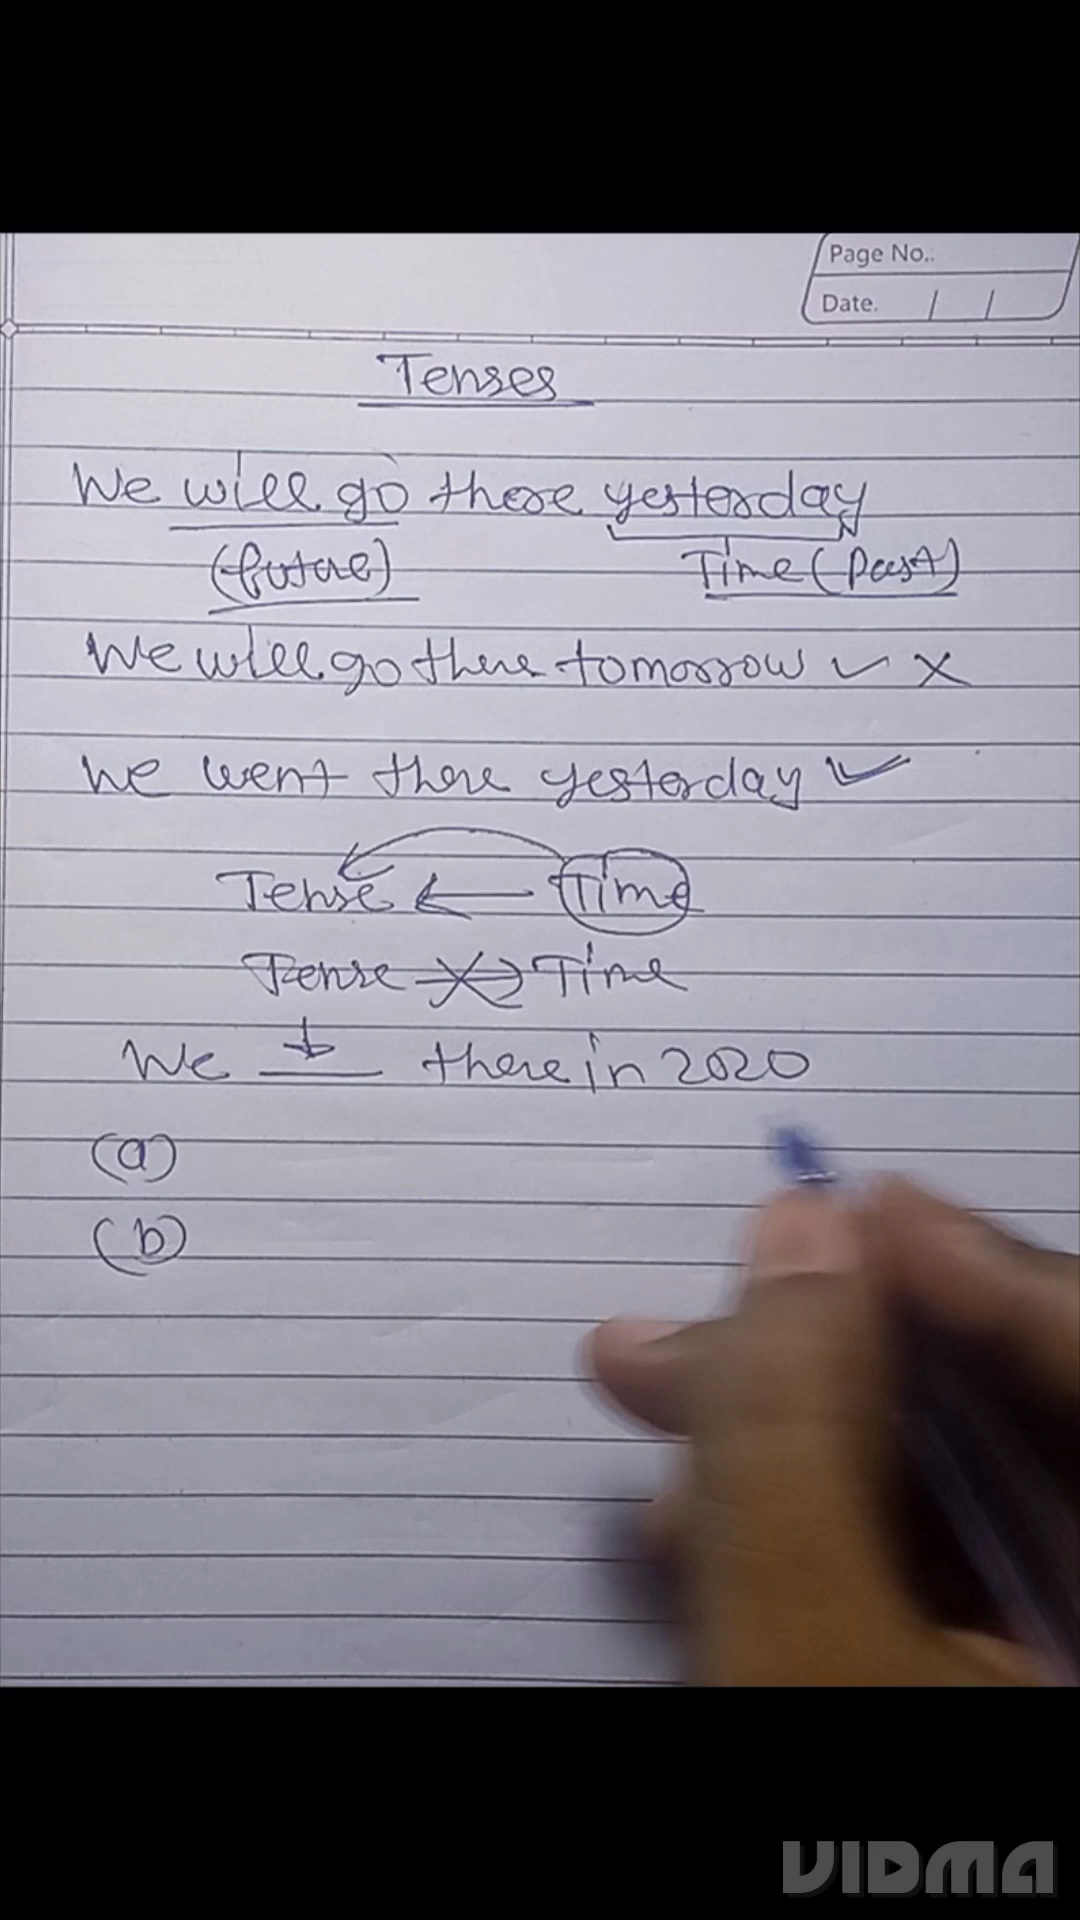 Page No.:
Date. / /
Tenses
We will go there yesterday
(future) Time (Past)
We will go there tomorrow ✓ ×
We went there yesterday ✓
Tense ← Time
Tense × → Time
We ___ there in 2020
(a)
(b)
VIDMA